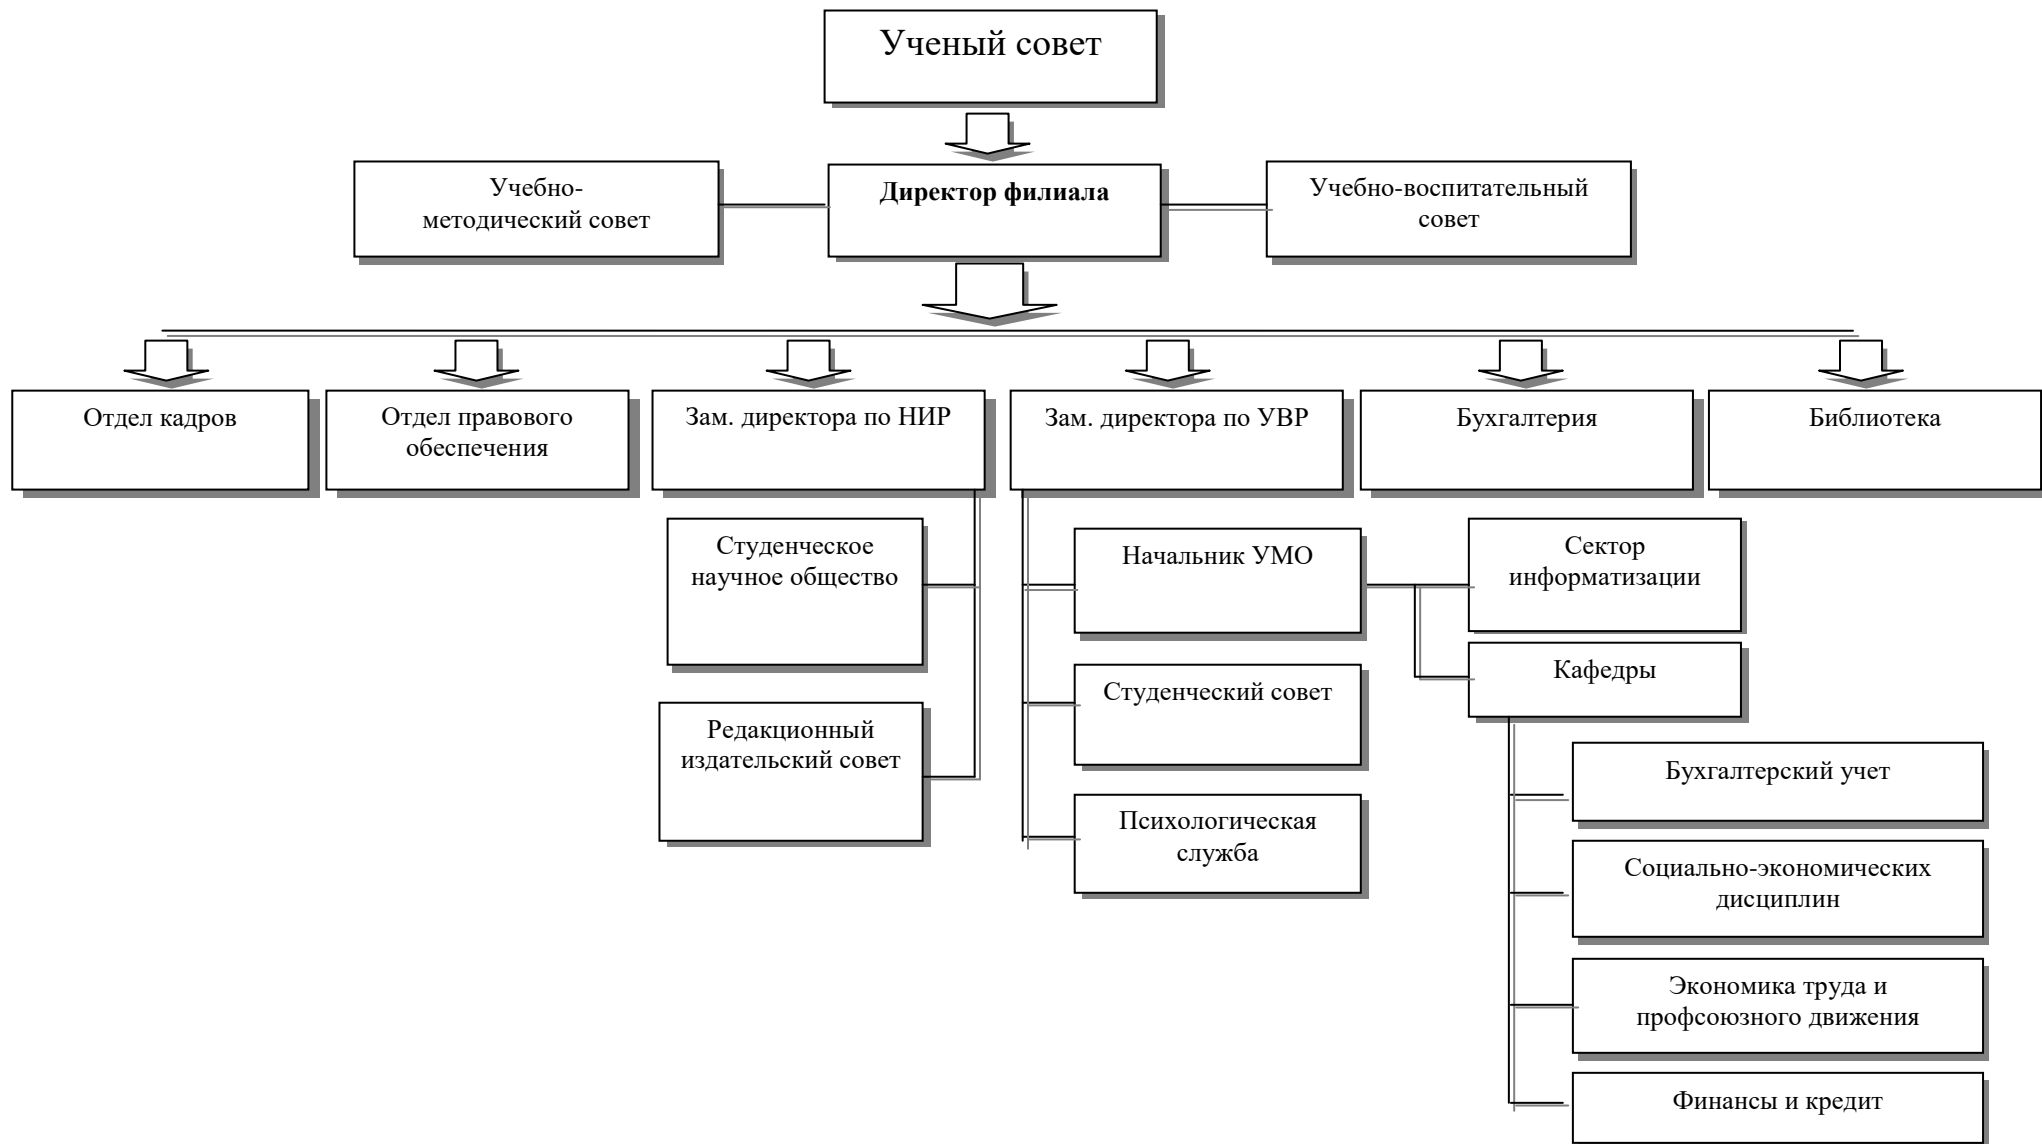 Ученый совет
Учебно-
методический совет
Директор филиала
Учебно-воспитательный
совет
Отдел кадров
Отдел правового
обеспечения
Зам. директора по НИР
Зам. директора по УВР
Бухгалтерия
Библиотека
Студенческое
научное общество
Редакционный
издательский совет
Начальник УМО
Студенческий совет
Психологическая
служба
Сектор
информатизации
Кафедры
Бухгалтерский учет
Социально-экономических
дисциплин
Экономика труда и
профсоюзного движения
Финансы и кредит